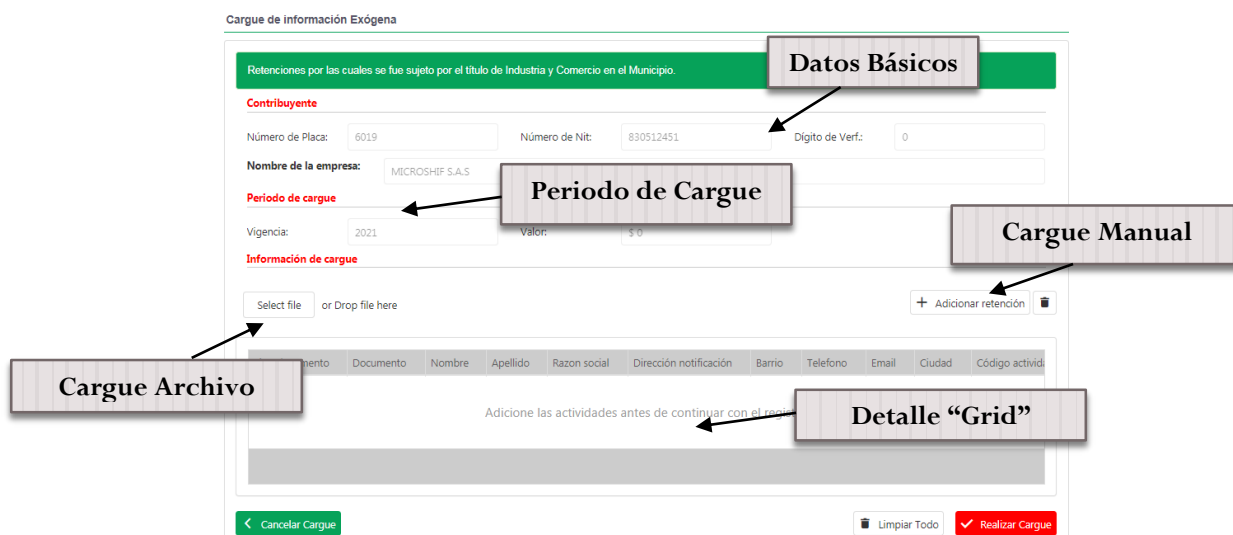 Cargue de información Exógena
Retenciones por las cuales se fue sujeto por el título de Industria y Comercio en el Municipio.
Datos Básicos
Contribuyente
Número de Placa: 6019 Número de Nit: 830512451 Dígito de Verf.: 0
Nombre de la empresa: MICROSHIF S.A.S
Periodo de Cargue
Periodo de cargue
Vigencia: 2021 Valor: $ 0
Cargue Manual
Información de cargue
Select file or Drop file here + Adicionar retención
Documento Nombre Apellido Razon social Dirección notificación Barrio Telefono Email Ciudad Código
Cargue Archivo
Adicione las actividades antes de continuar con el
Detalle “Grid”
Cancelar Cargue Limpiar Todo Realizar Cargue